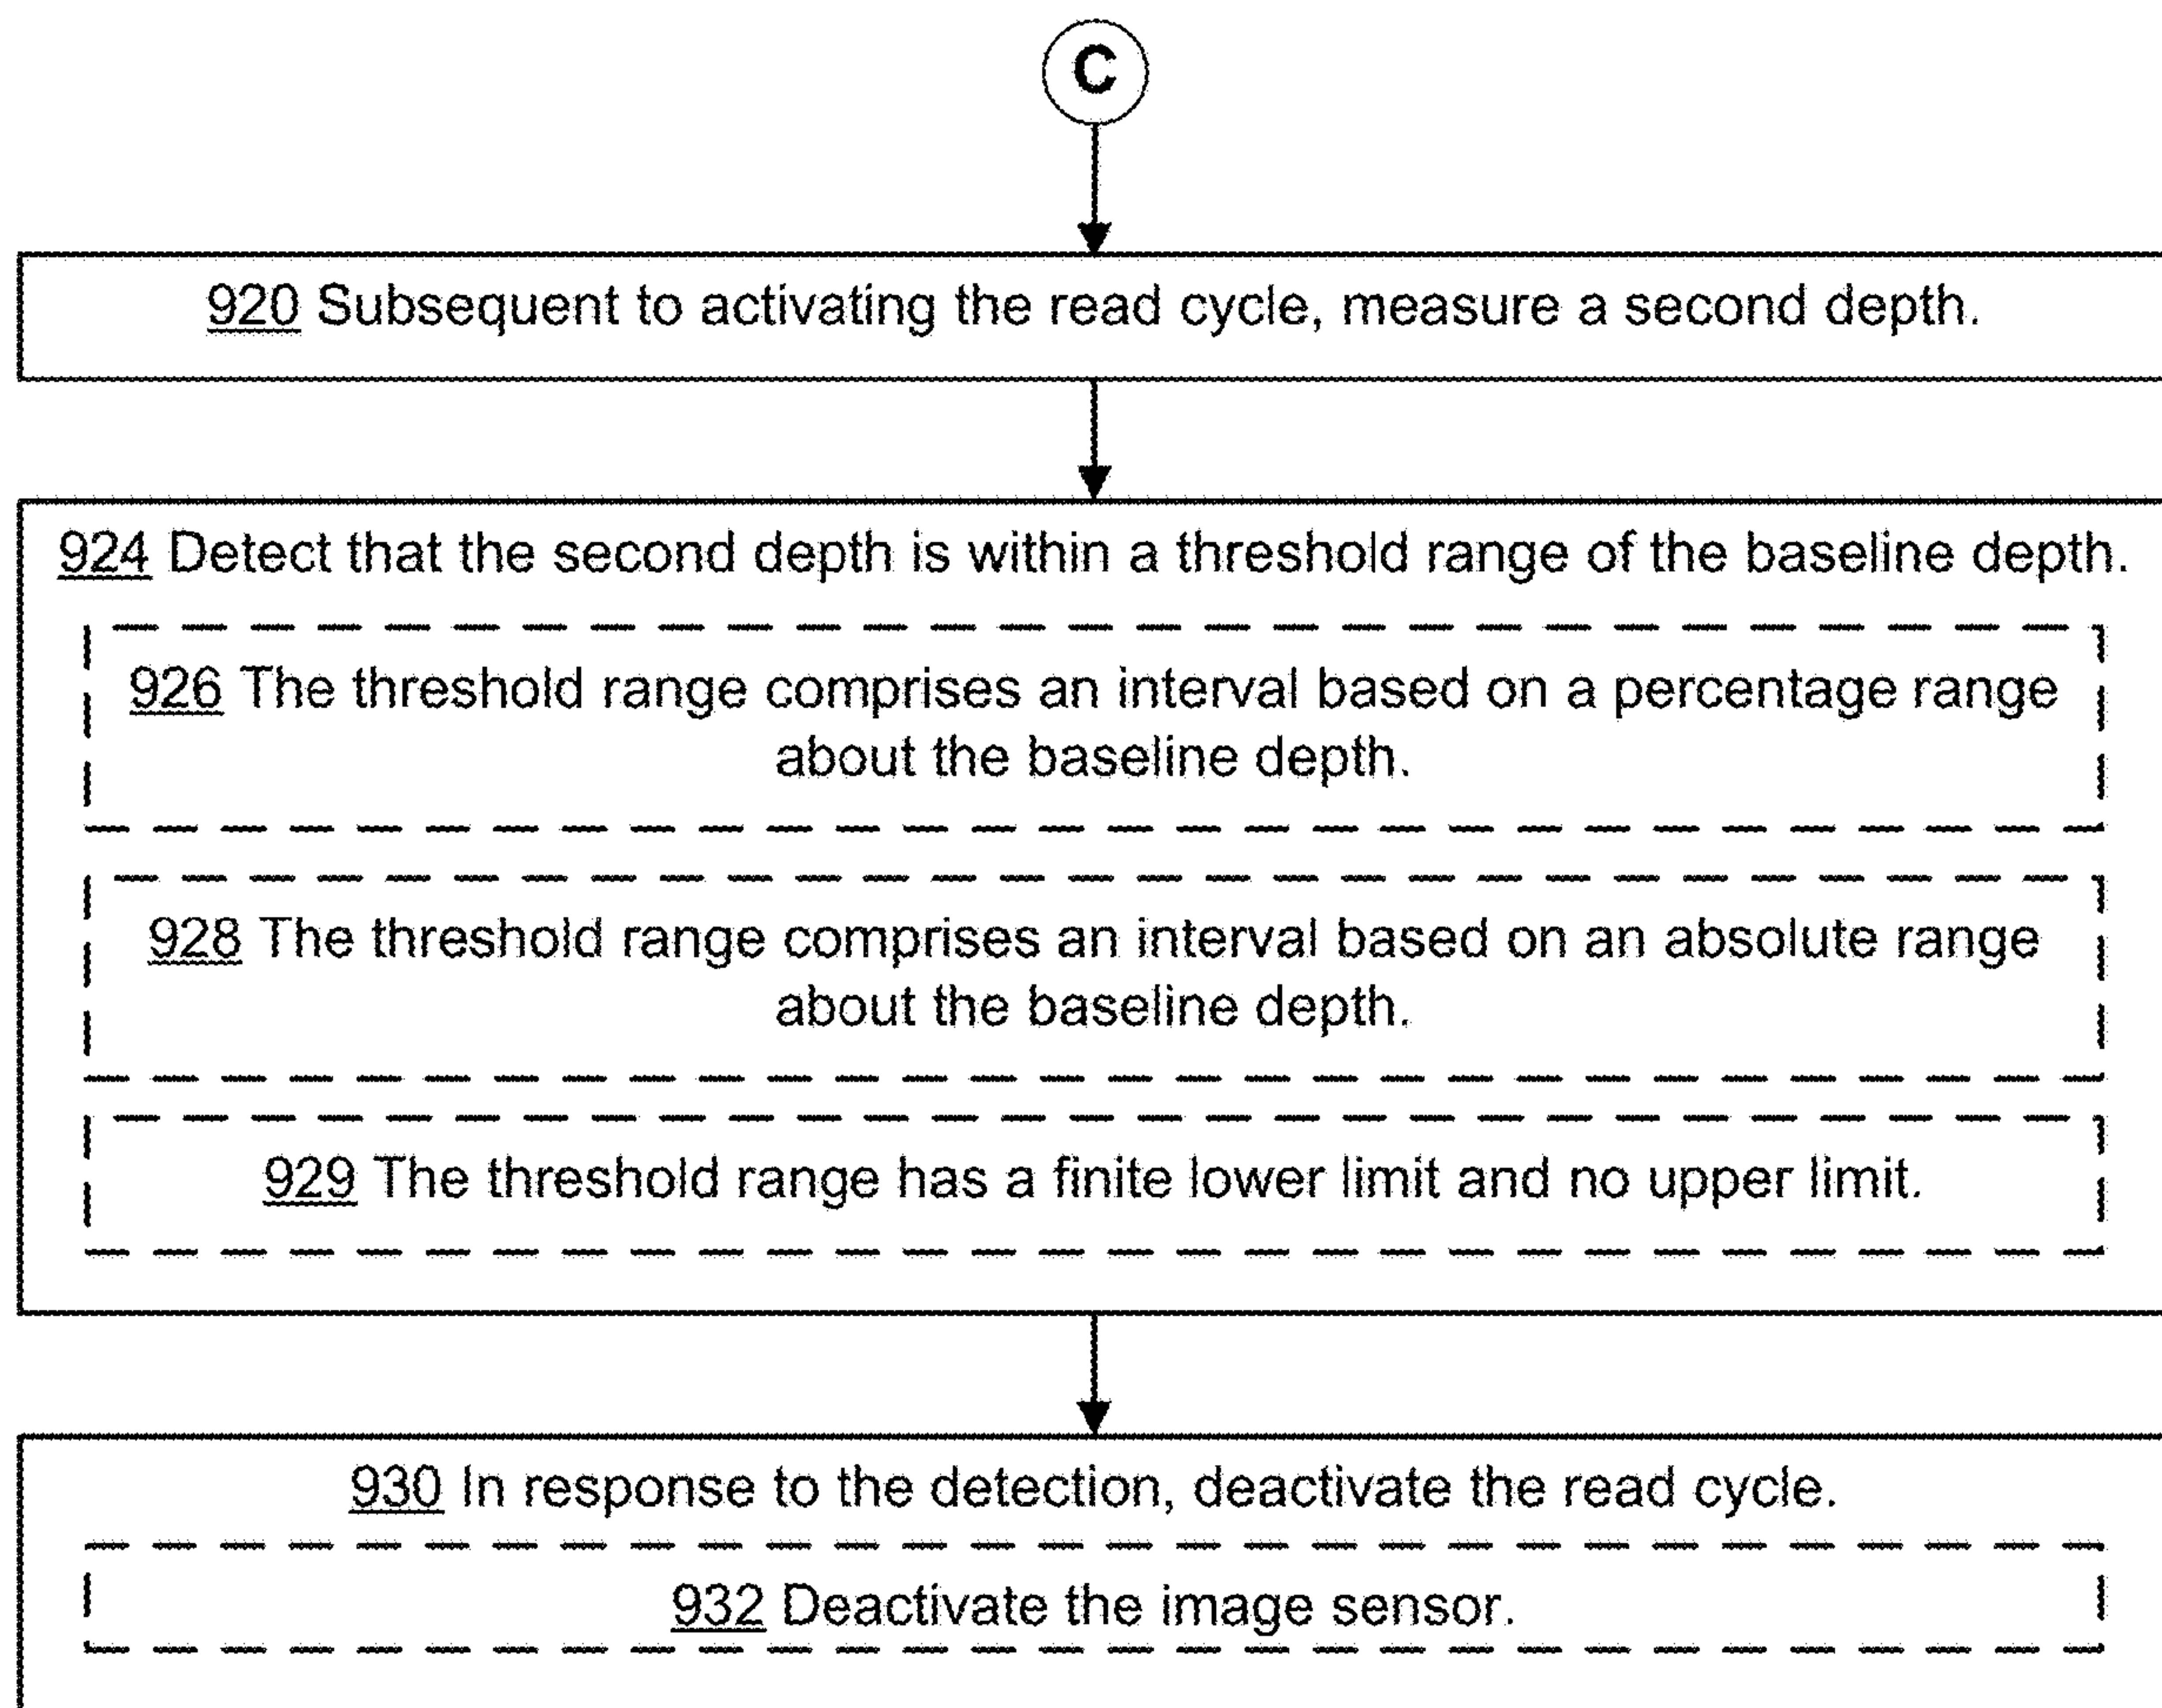 C
920 Subsequent to activating the read cycle, measure a second depth.
924 Detect that the second depth is within a threshold range of the baseline depth.
926 The threshold range comprises an interval based on a percentage range
about the baseline depth.
928 The threshold range comprises an interval based on an absolute range
about the baseline depth.
929 The threshold range has a finite lower limit and no upper limit.
930 In response to the detection, deactivate the read cycle.
932 Deactivate the image sensor.